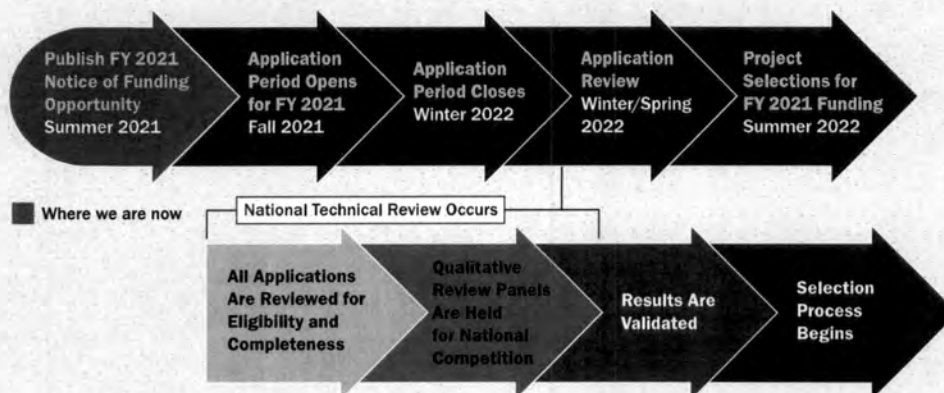 Publish FY 2021
Notice of Funding
Opportunity
Summer 2021
Application
Period Opens
for FY 2021
Fall 2021
Application
Period Closes
Winter 2022
Application
Review
Winter/Spring
2022
Project
Selections for
FY 2021 Funding
Summer 2022
Where we are now
National Technical Review Occurs
All Applications
Are Reviewed for
Eligibility and
Completeness
Qualitative
Review Panels
Are Held
for National
Competition
Results Are
Validated
Selection
Process
Begins